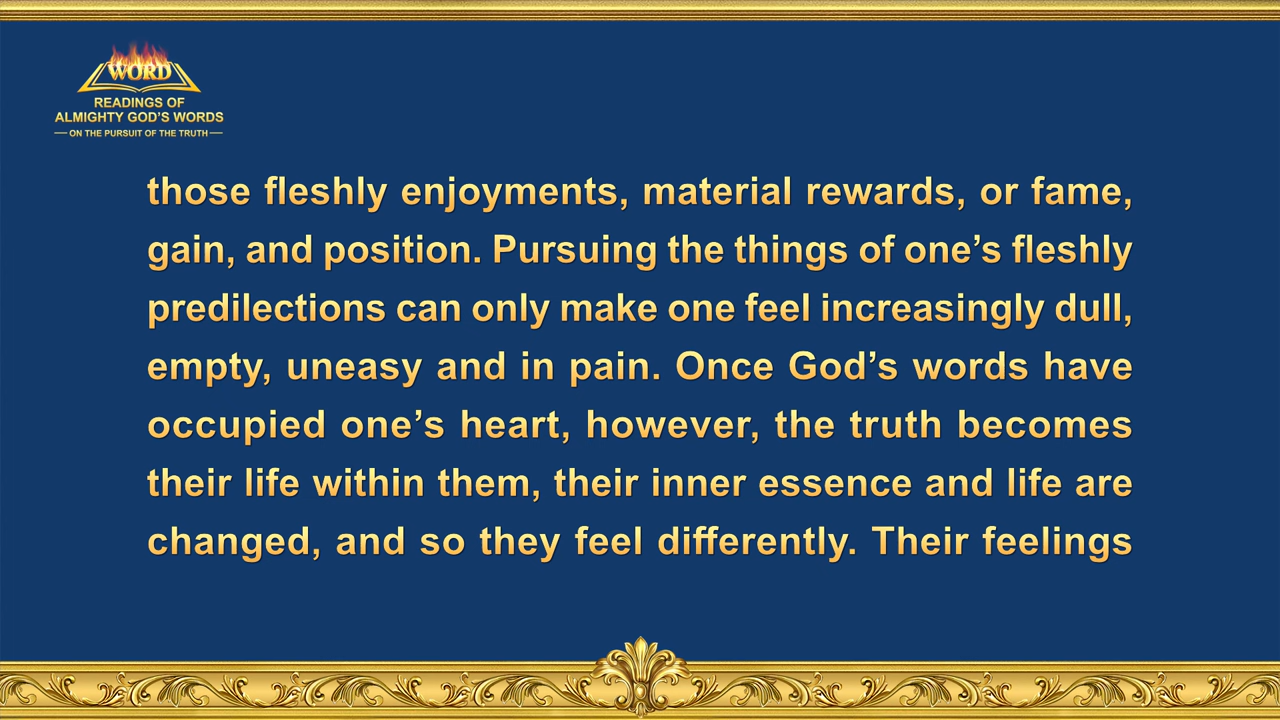 WORD
READINGS OF
ALMIGHTY GOD'S WORDS
ON THE PURSUIT OF THE TRUTH
those fleshly enjoyments, material rewards, or fame,
gain, and position. Pursuing the things of one’s fleshly
predilections can only make one feel increasingly dull,
empty, uneasy and in pain. Once God’s words have
occupied one’s heart, however, the truth becomes
their life within them, their inner essence and life are
changed, and so they feel differently. Their feelings